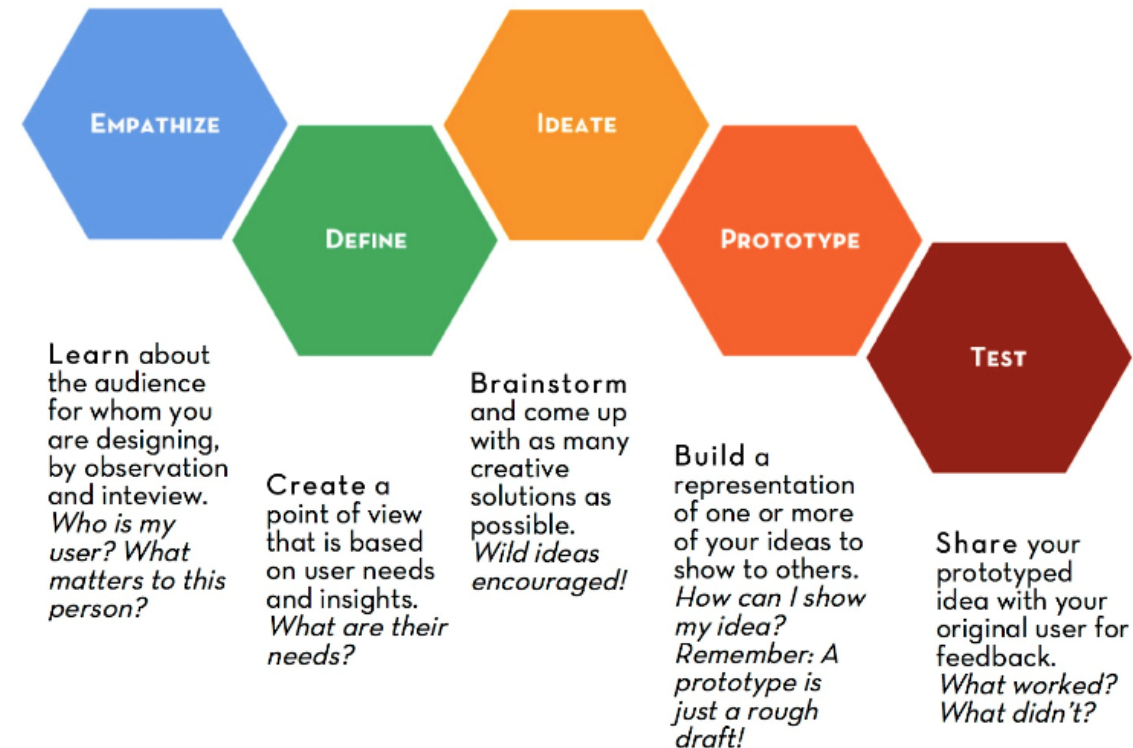 EMPATHIZE
Learn about
the audience
for whom you
are designing,
by observation
and inteview.
Who is my
user? What
matters to this
person?
DEFINE
Create a
point of view
that is based
on user needs
and insights.
What are their
needs?
IDEATE
Brainstorm
and come up
with as many
creative
solutions as
possible.
Wild ideas
encouraged!
PROTOTYPE
Build a
representation
of one or more
of your ideas to
show to others.
How can I show
my idea?
Remember: A
prototype is
just a rough
draft!
TEST
Share your
prototyped
idea with your
original user for
feedback.
What worked?
What didn't?